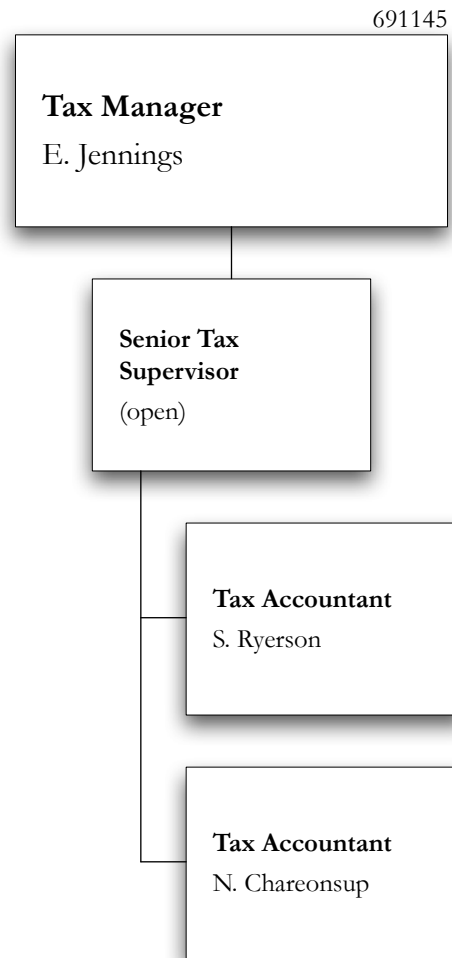 691145
Tax Manager
E. Jennings
Senior Tax
Supervisor
(open)
Tax Accountant
S. Ryerson
Tax Accountant
N. Chareonsup